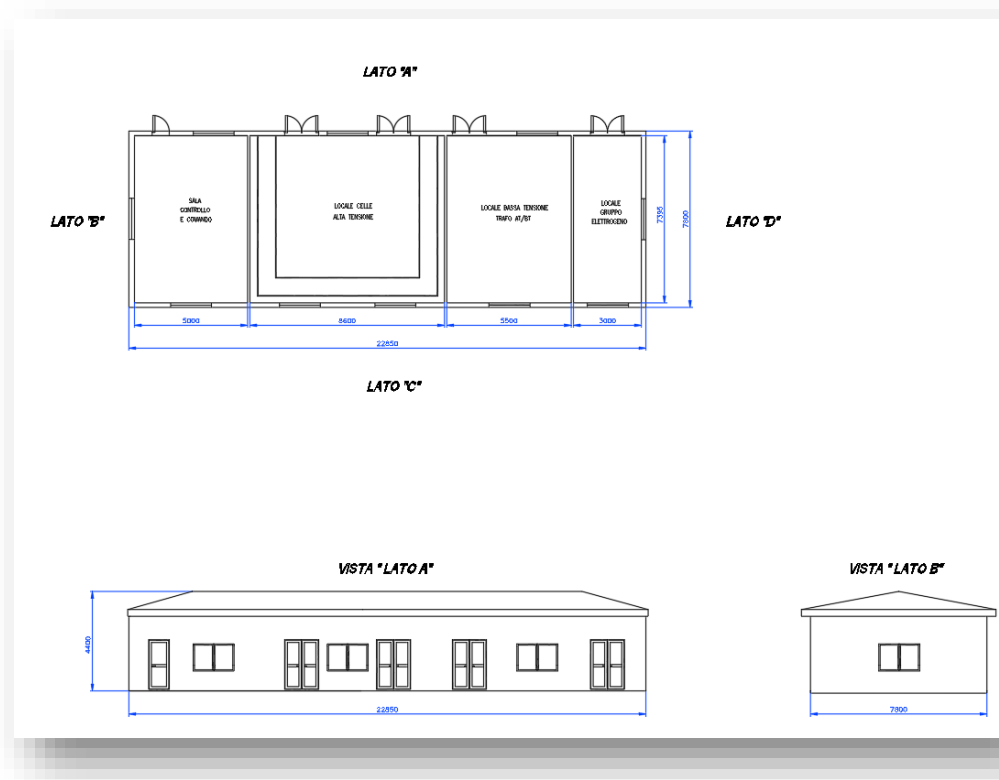 LATO "A"
SALA
CONTROLLO
E COMANDO
LOCALE CELLE
ALTA TENSIONE
LOCALE BASSA TENSIONE
TRAFO AT/BT
LOCALE
GRUPPO
ELETTROGENO
LATO "B"
7395
7800
LATO "D"
5000
8600
5500
3000
22850
LATO "C"
VISTA "LATO A"
VISTA "LATO B"
4400
22850
7800